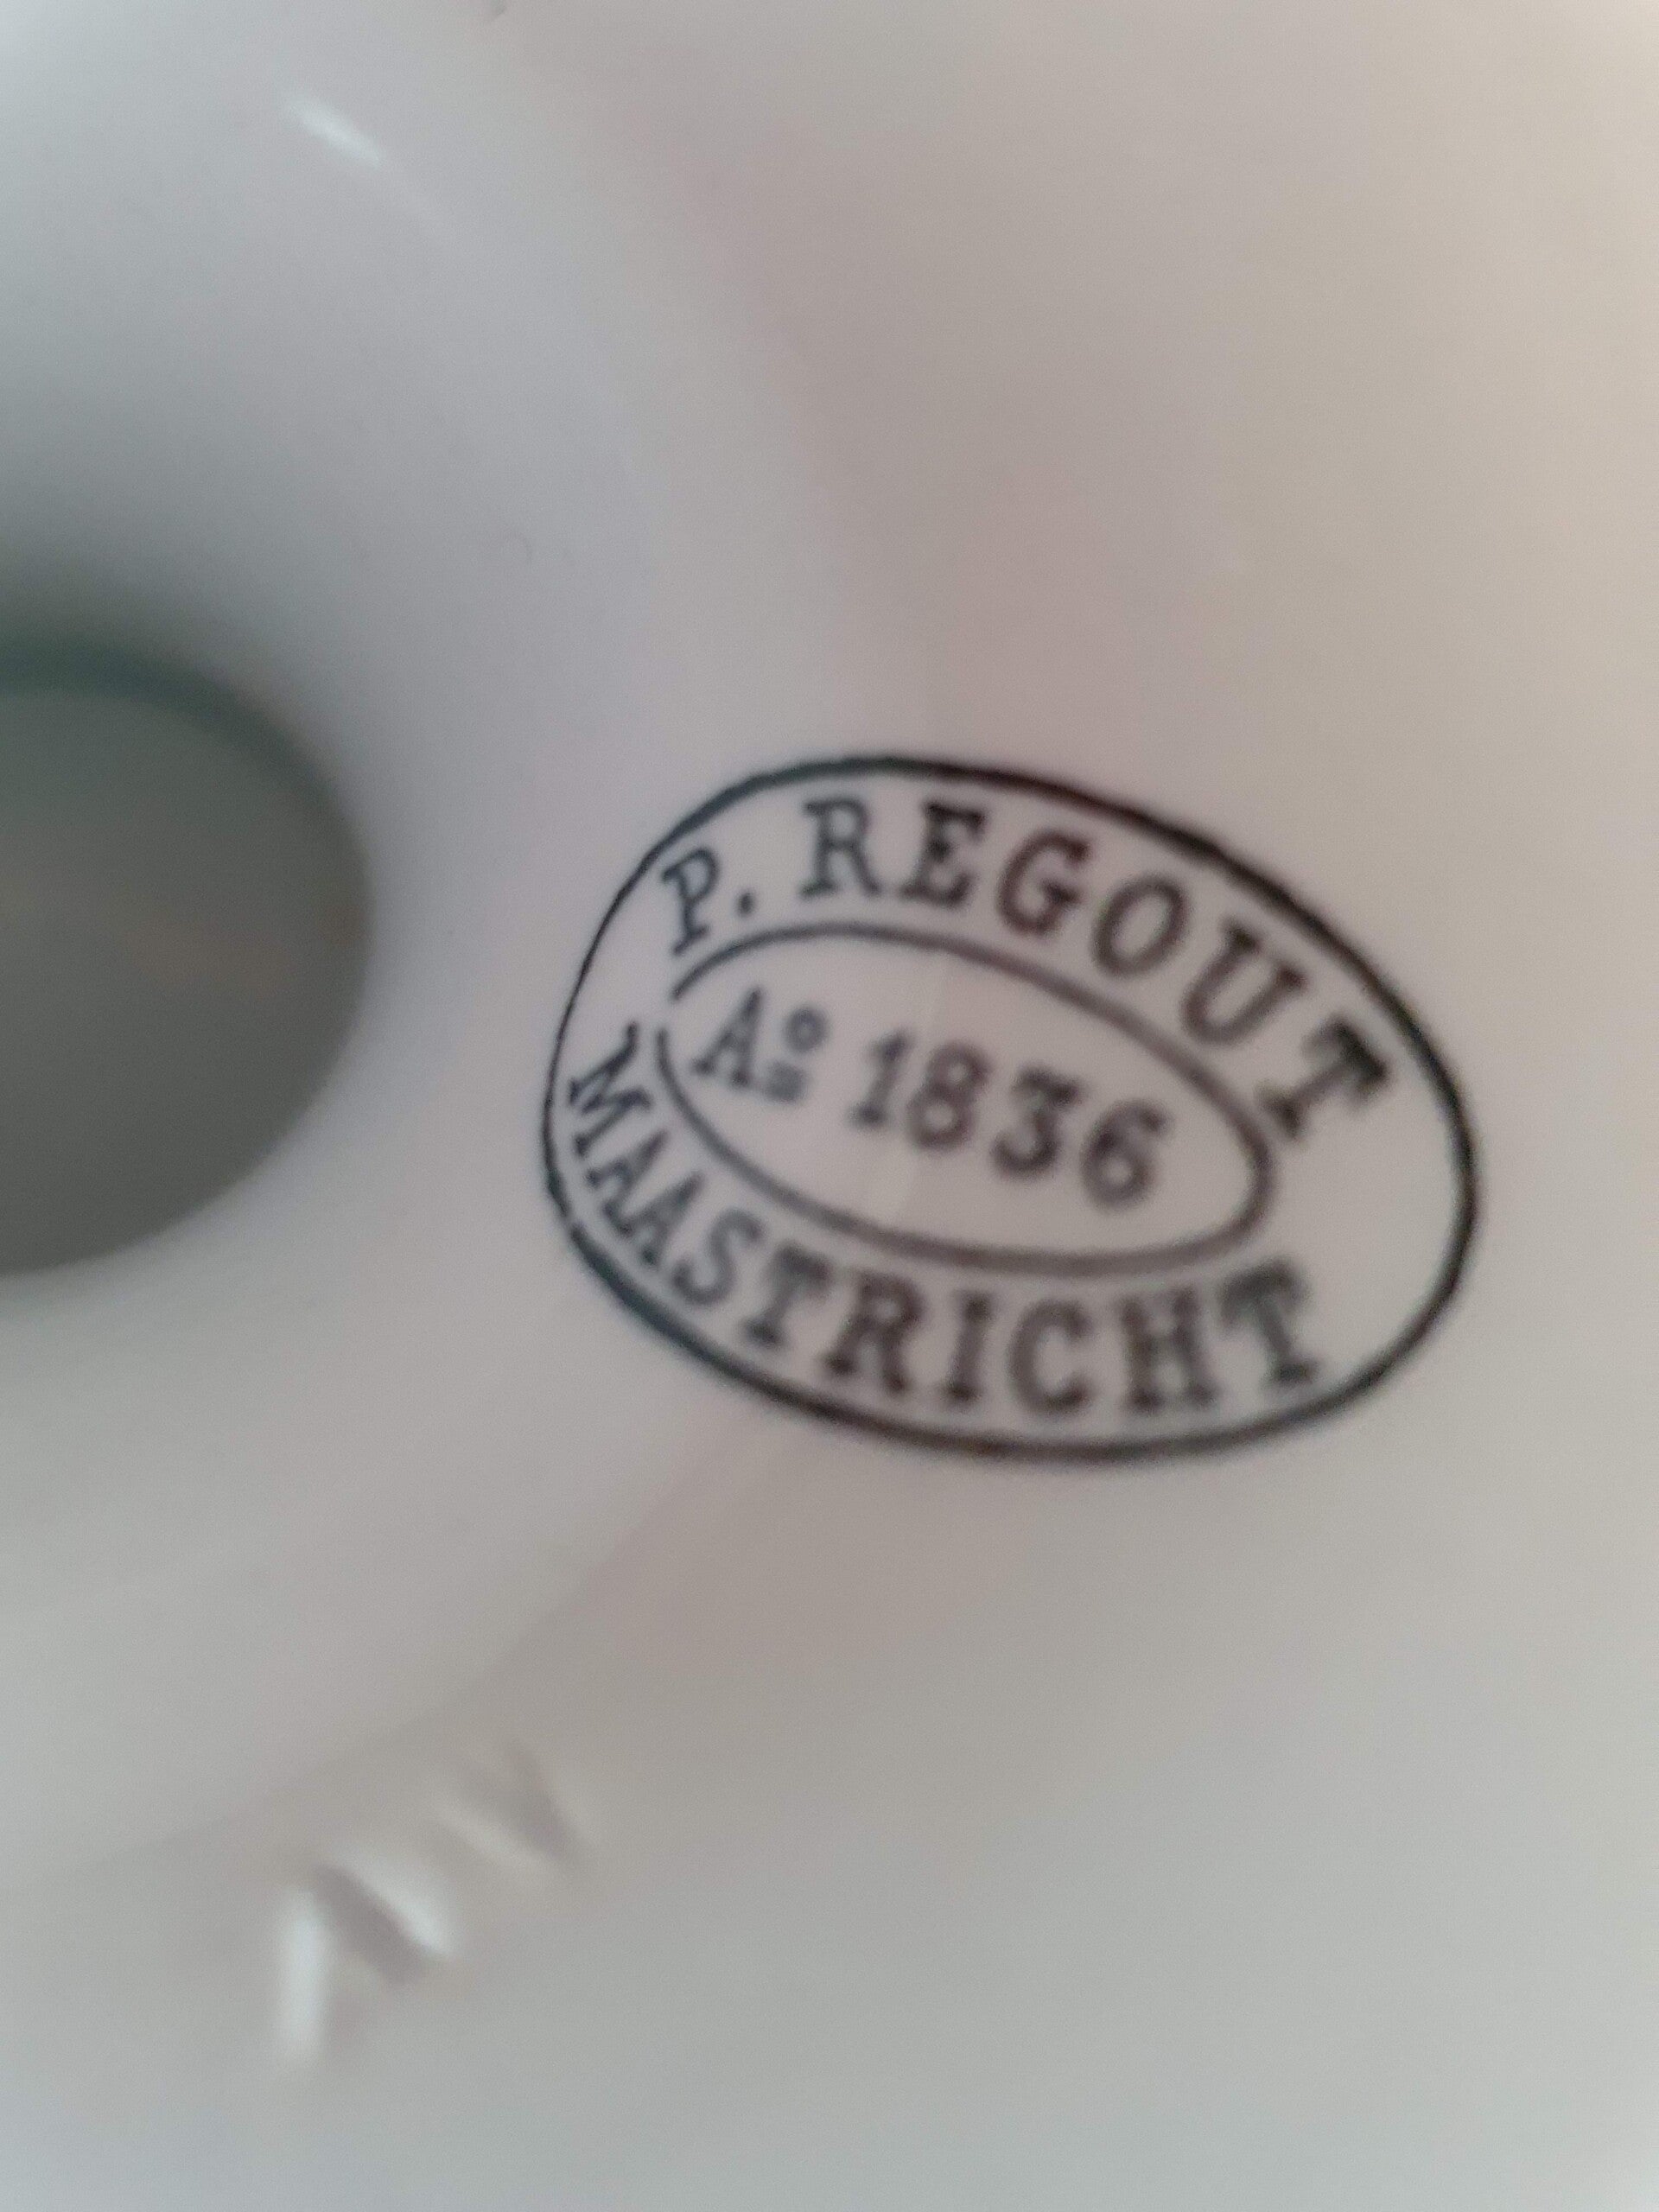 P. REGOUT
Aº 1836
MAASTRICHT